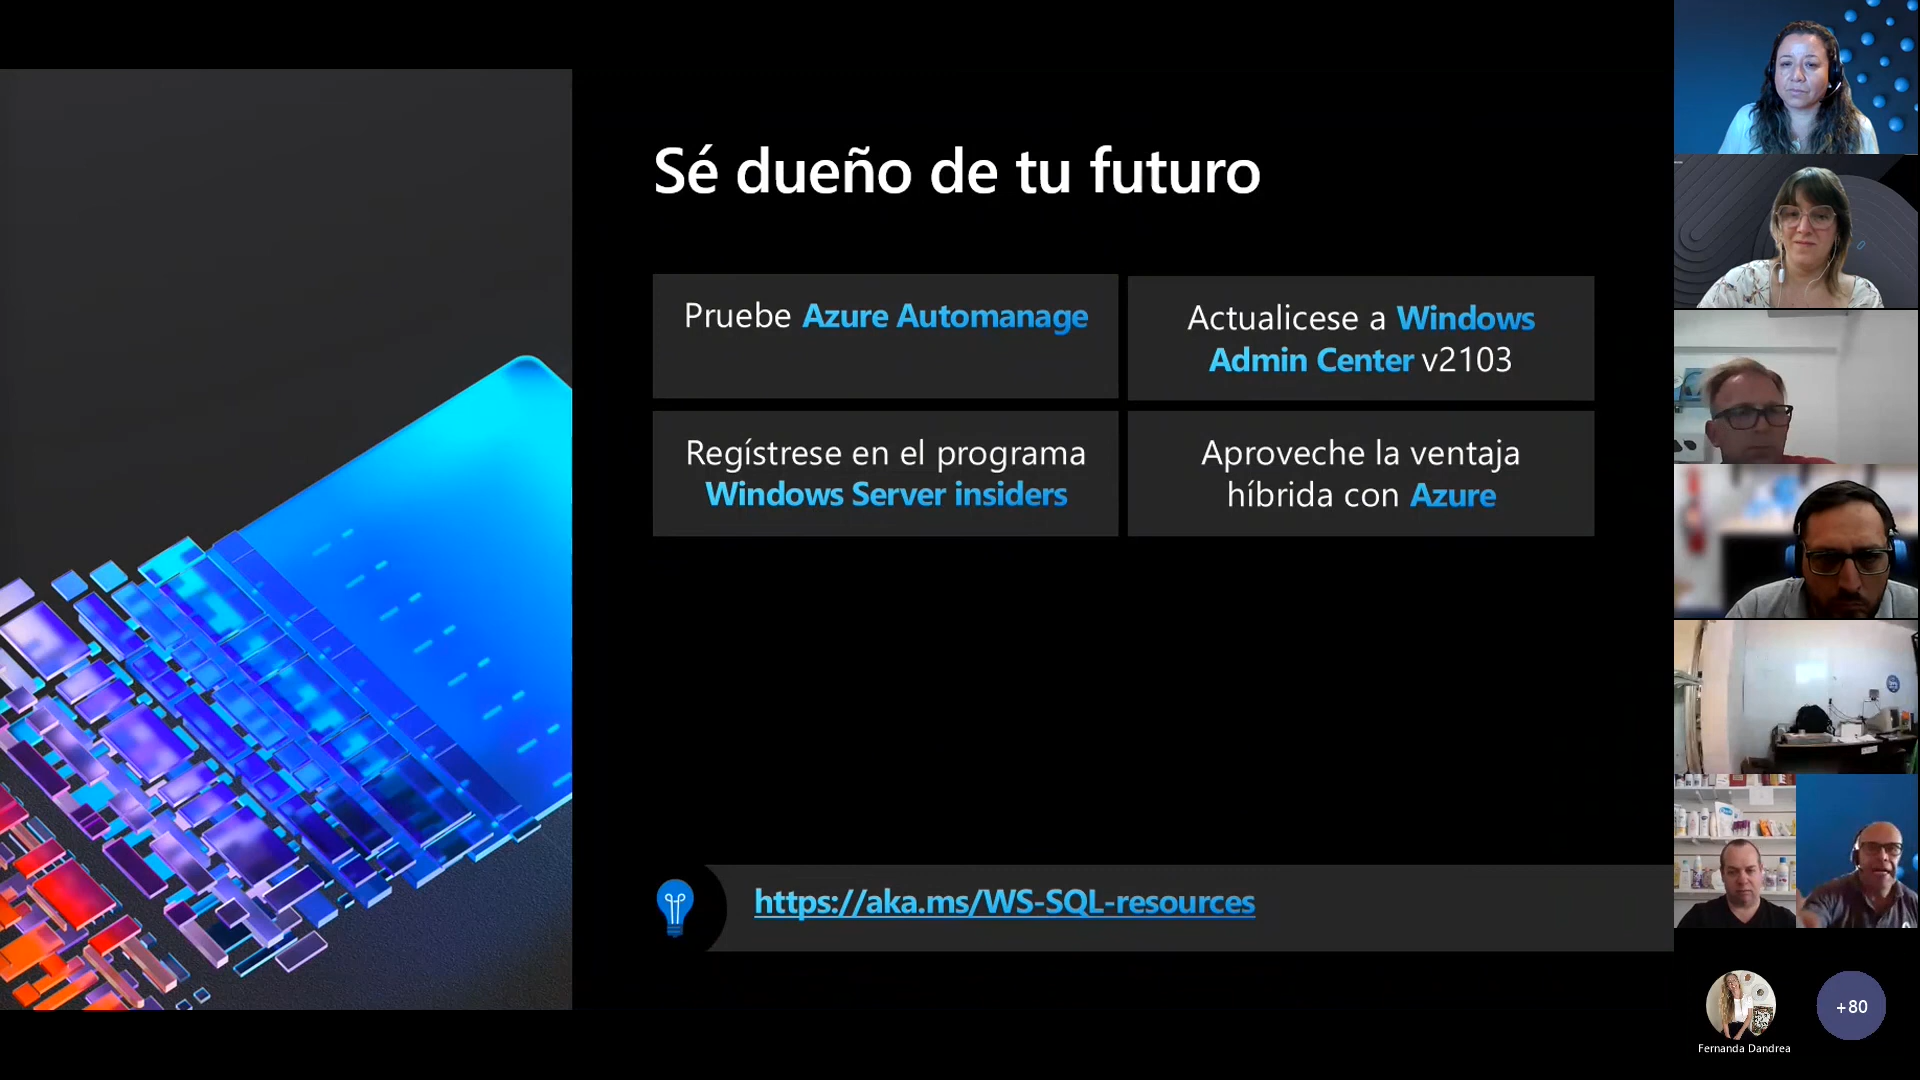 Sé dueño de tu futuro
Pruebe Azure Automanage
Actualicese a Windows
Admin Center v2103
Regístrese en el programa
Windows Server insiders
Aproveche la ventaja
híbrida con Azure
https://aka.ms/WS-SQL-resources
+80
Fernanda Dandrea